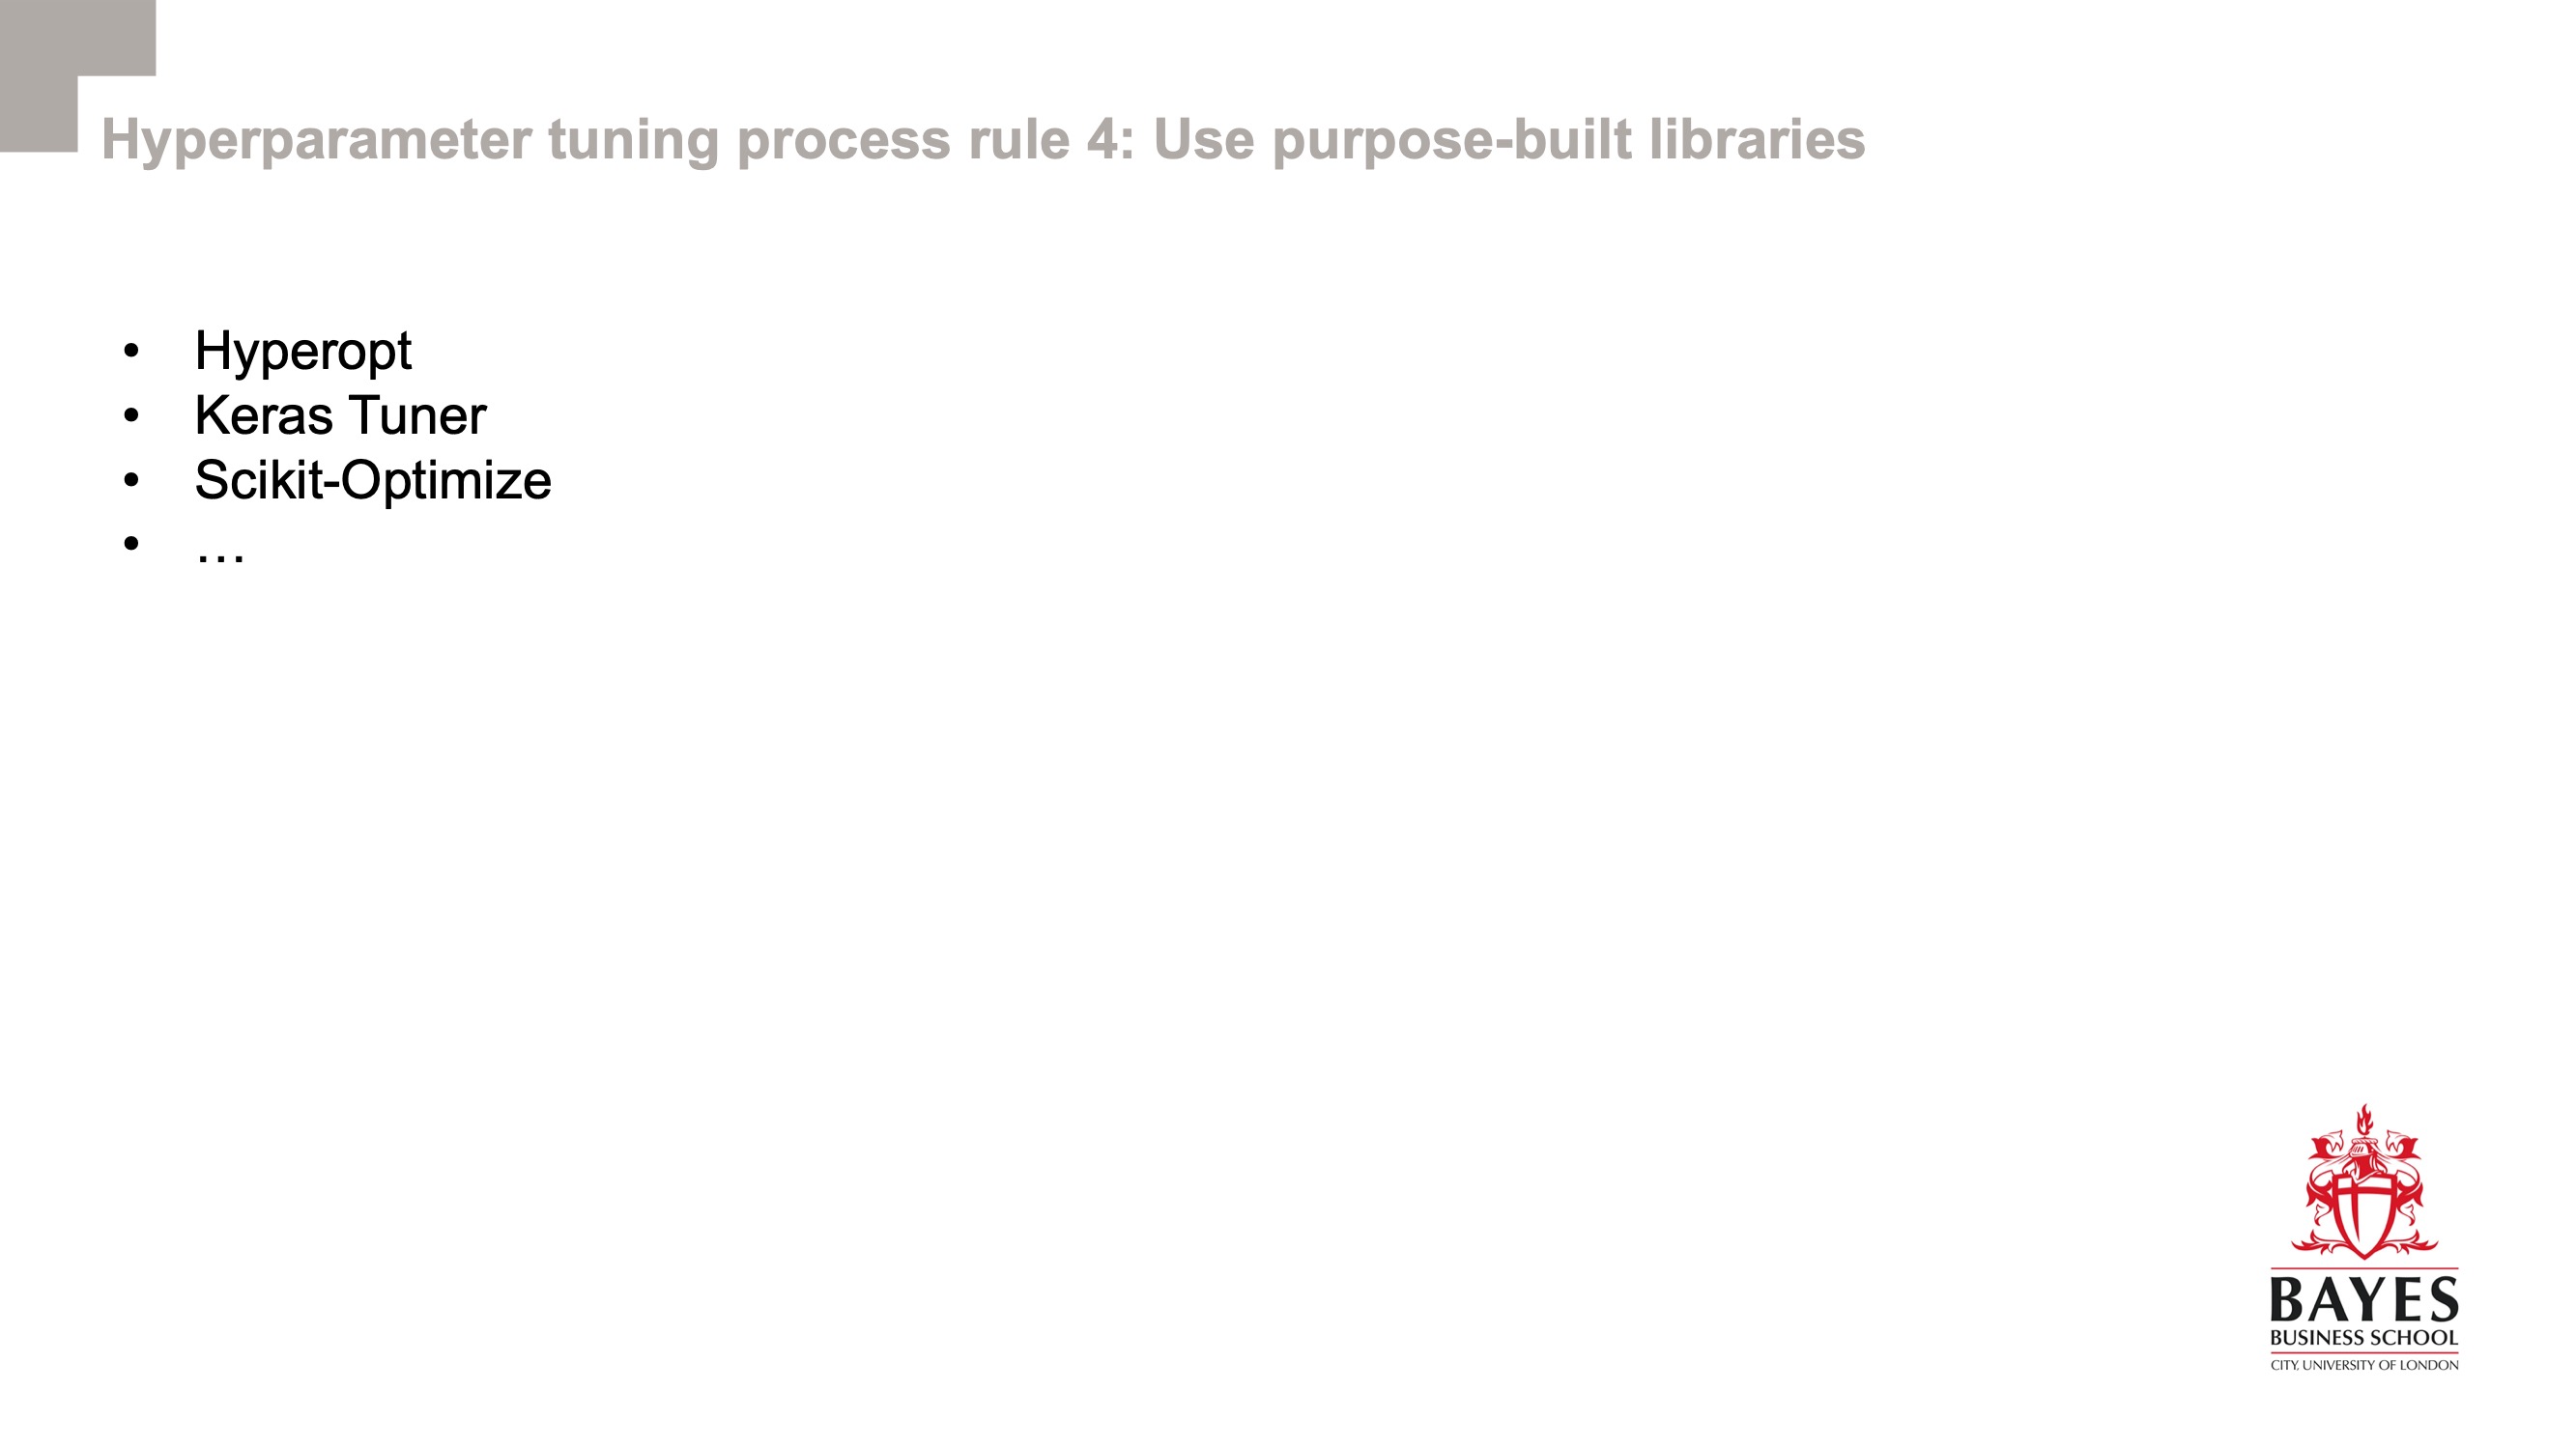 Hyperparameter tuning process rule 4: Use purpose-built libraries
• Hyperopt
• Keras Tuner
• Scikit-Optimize
• …
BAYES
BUSINESS SCHOOL
CITY, UNIVERSITY OF LONDON